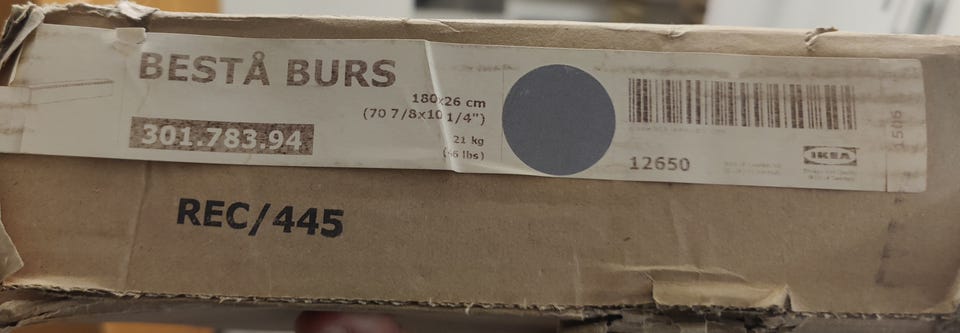 BESTÅ BURS
180x26 cm
(70 7/8x10 1/4")
301.783.94
21 kg
(46 lbs)
12650
IKEA
1506
REC/445